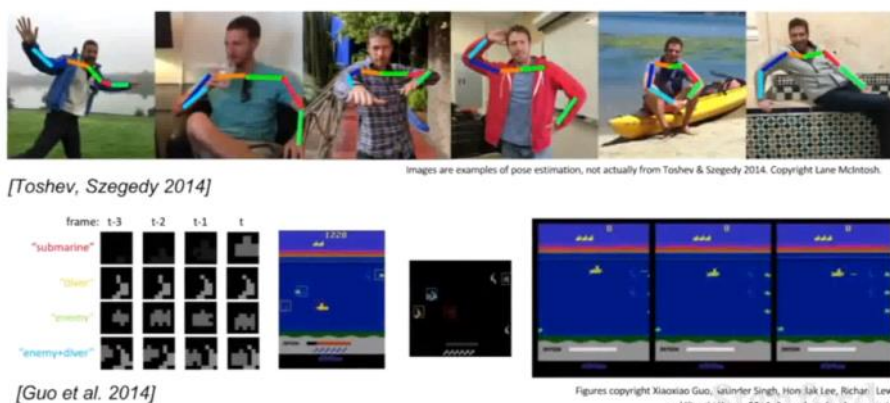 Images are examples of pose estimation, not actually from Toshev & Szegedy 2014. Copyright Lane McIntosh.
[Toshev, Szegedy 2014]
frame: t-3 t-2 t-1 t
"submarine"
"diver"
"enemy"
"enemy+diver"
[Guo et al. 2014]
Figures copyright Xiaoxiao Guo, Satinder Singh, Honglak Lee, Richard Lew